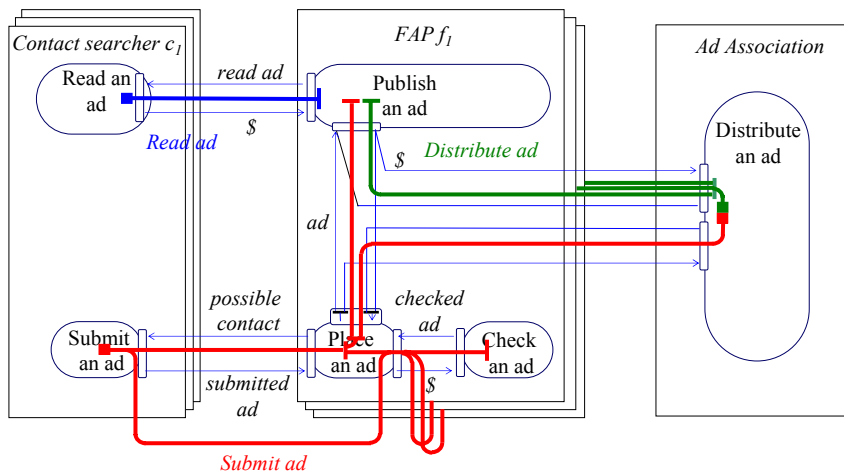 Contact searcher c1
FAP f1
Ad Association
Read an
ad
read ad
$
Read ad
Publish
an ad
$
Distribute ad
Distribute
an ad
ad
possible
contact
checked
ad
Submit
an ad
Place
an ad
Check
an ad
submitted
ad
$
Submit ad